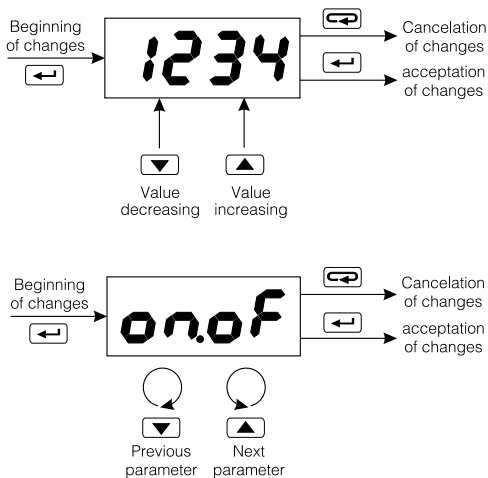 Beginning
of changes
1234
Cancelation
of changes
acceptation
of changes
Value
decreasing
Value
increasing
Beginning
of changes
on.oF
Cancelation
of changes
acceptation
of changes
Previous
parameter
Next
parameter